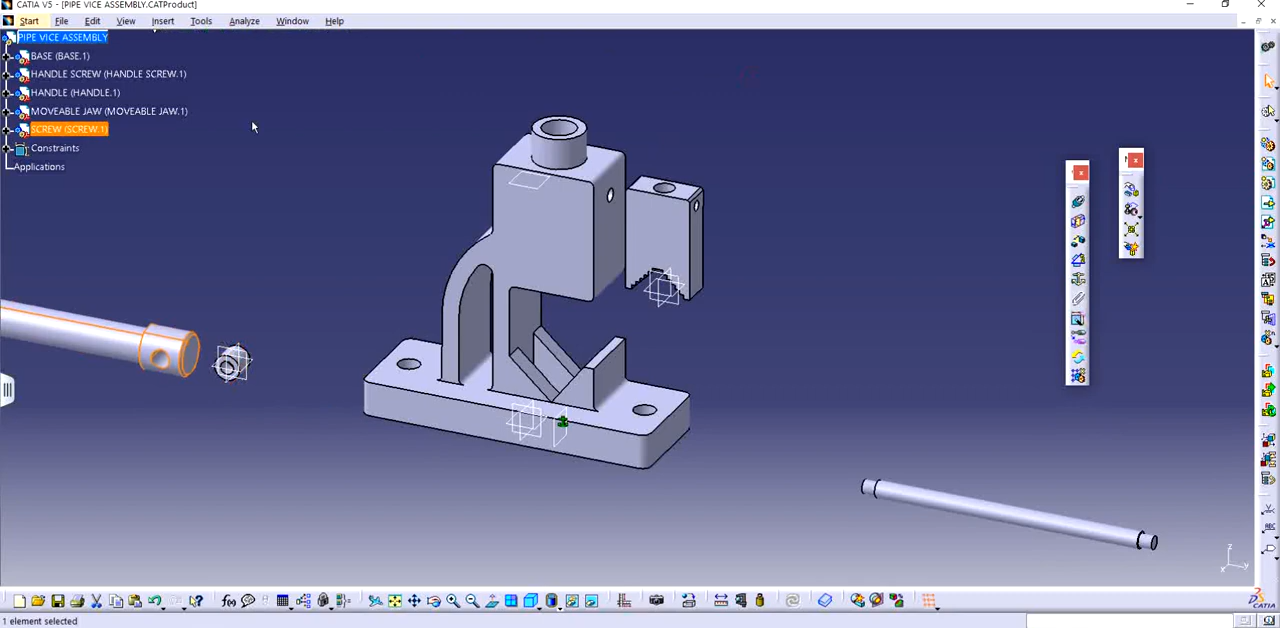 CATIA V5 - [PIPE VICE ASSEMBLY.CATProduct]
Start File Edit View Insert Tools Analyze Window Help
PIPE VICE ASSEMBLY
BASE (BASE.1)
HANDLE SCREW (HANDLE SCREW.1)
HANDLE (HANDLE.1)
MOVEABLE JAW (MOVEABLE JAW.1)
SCREW (SCREW.1)
Constraints
Applications
z
x y
f(x)
CATIA
1 element selected